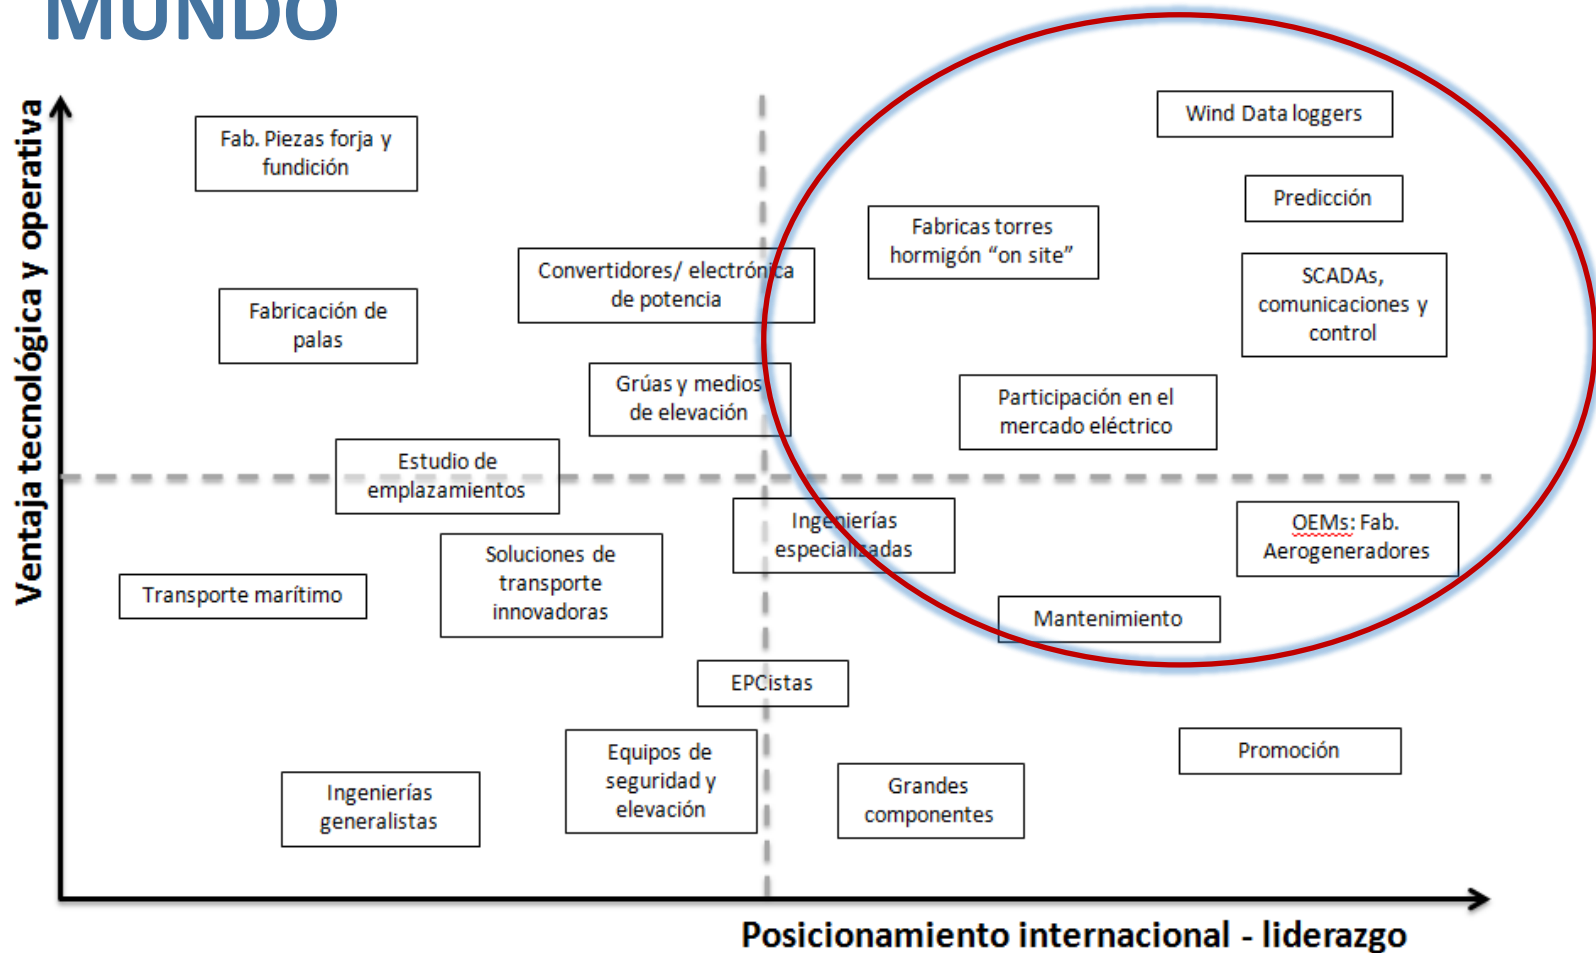 MUNDO
Ventaja tecnológica y operativa
Fab. Piezas forja y
fundición
Wind Data loggers
Predicción
Fabricas torres
hormigón “on site”
Convertidores/ electrónica
de potencia
SCADAs,
comunicaciones y
control
Fabricación de
palas
Grúas y medios
de elevación
Participación en el
mercado eléctrico
Estudio de
emplazamientos
Ingenierías
especializadas
OEMs: Fab.
Aerogeneradores
Soluciones de
transporte
innovadoras
Transporte marítimo
Mantenimiento
EPCistas
Equipos de
seguridad y
elevación
Promoción
Ingenierías
generalistas
Grandes
componentes
Posicionamiento internacional - liderazgo